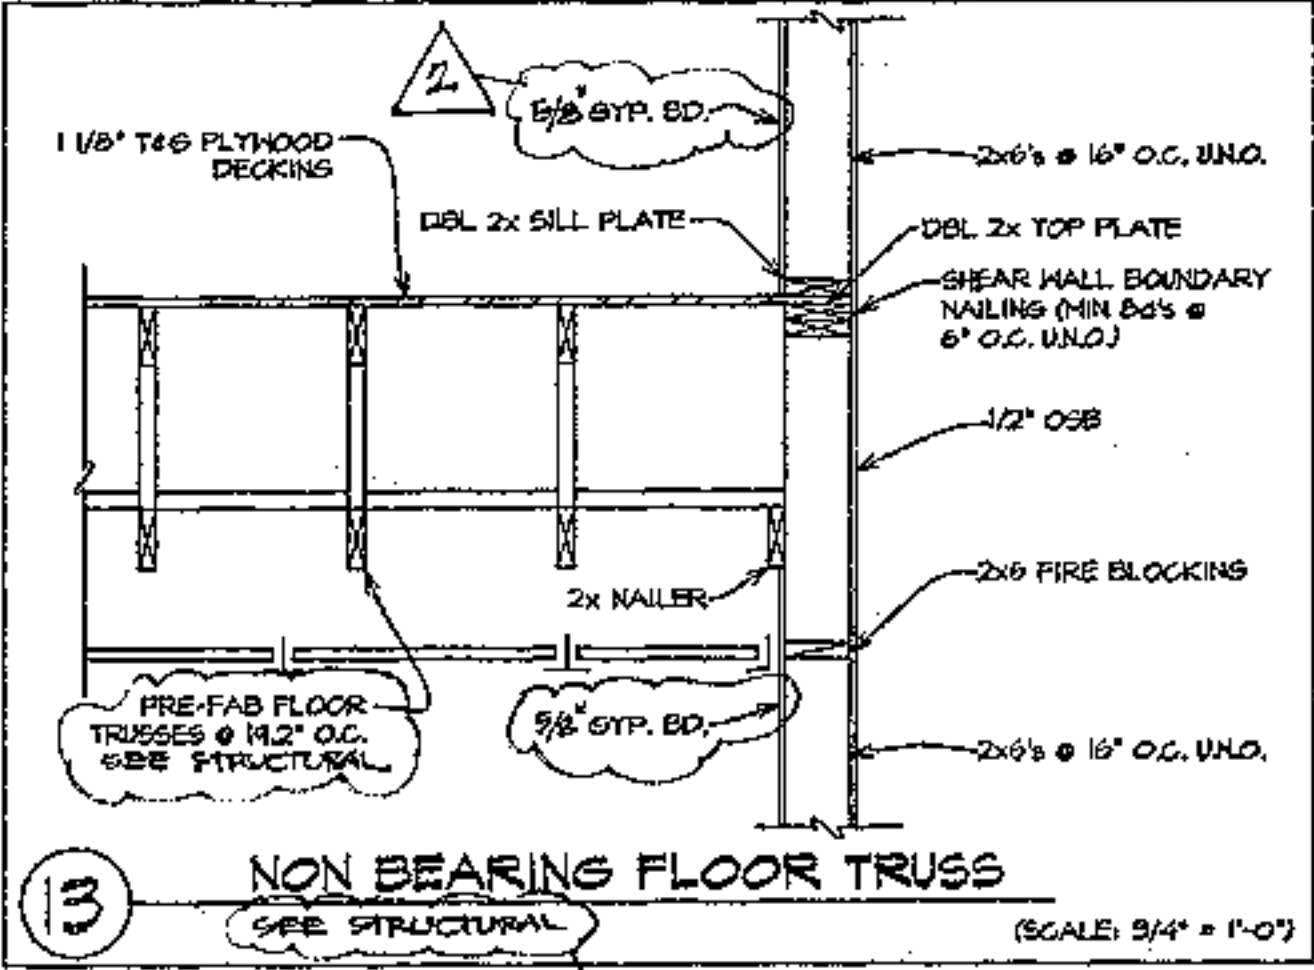 2
5/8" GYP. BD.
1 1/8" T&G PLYWOOD
DECKING
2x6's @ 16" O.C. U.N.O.
DBL 2x SILL PLATE
DBL 2x TOP PLATE
SHEAR WALL BOUNDARY
NAILING (MIN 8d's @
6" O.C. U.N.O.)
1/2" OSB
2x6 FIRE BLOCKING
2x NAILER
PRE-FAB FLOOR
TRUSSES @ 19.2" O.C.
SEE STRUCTURAL
5/8" GYP. BD.
2x6's @ 16" O.C. U.N.O.
13
NON BEARING FLOOR TRUSS
SEE STRUCTURAL
(SCALE: 3/4" = 1'-0")